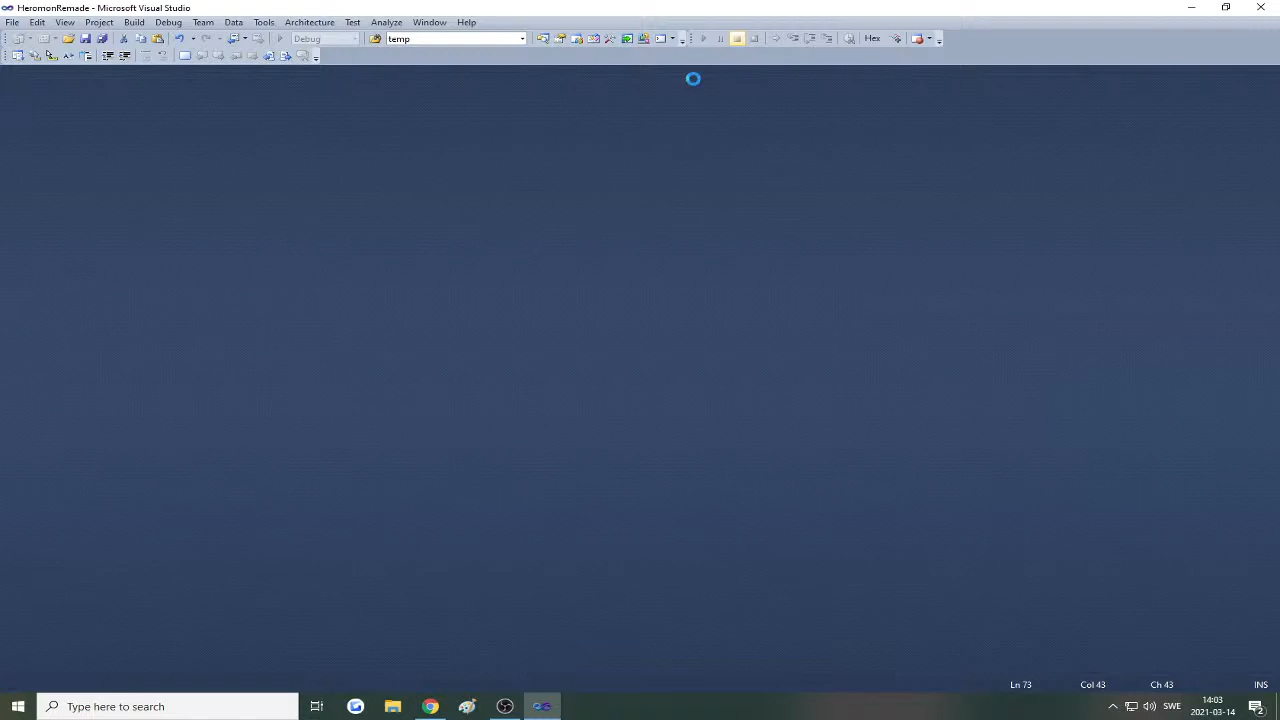 HeromonRemade - Microsoft Visual Studio
File Edit View Project Build Debug Team Data Tools Architecture Test Analyze Window Help
Debug temp Hex
Ln 73 Col 43 Ch 43 INS
Type here to search SWE 14:03
2021-03-14 2